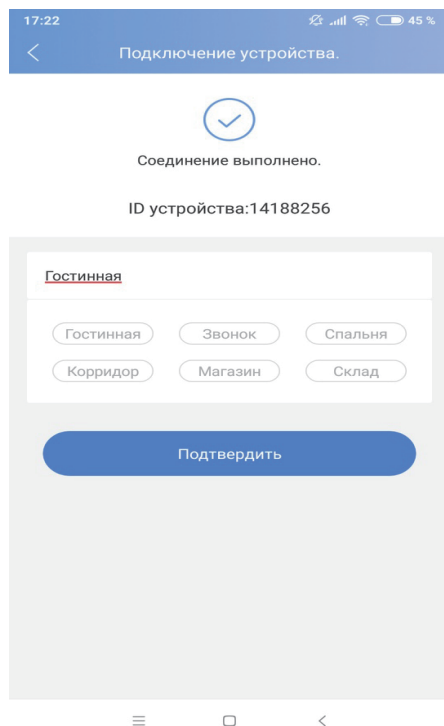 17:22 45 %
Подключение устройства.
Соединение выполнено.
ID устройства:14188256
Гостинная
Гостинная Звонок Спальня
Корридор Магазин Склад
Подтвердить